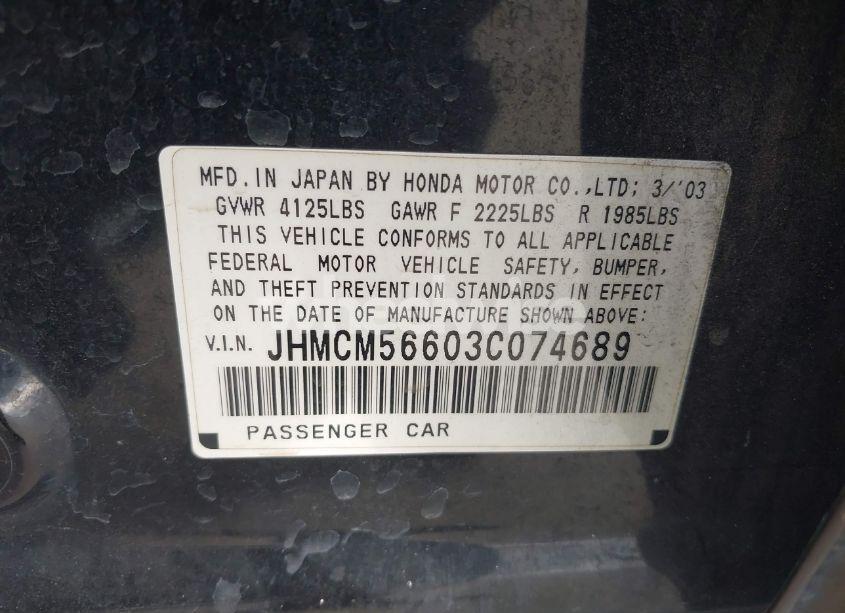 MFD. IN JAPAN BY HONDA MOTOR CO.,LTD; 3/'03
GVWR 4125LBS GAWR F 2225LBS R 1985LBS
THIS VEHICLE CONFORMS TO ALL APPLICABLE
FEDERAL MOTOR VEHICLE SAFETY, BUMPER,
AND THEFT PREVENTION STANDARDS IN EFFECT
ON THE DATE OF MANUFACTURE SHOWN ABOVE:
V.I.N. JHMCM56603C074689
PASSENGER CAR